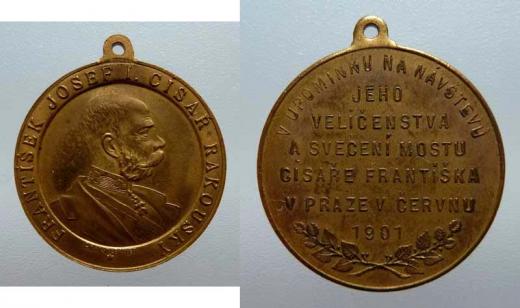 FRANTIŠEK JOSEF I. CÍSAŘ RAKOUSKÝ
V UPOMÍNKU NA NÁVŠTĚVU
JEHO
VELIČENSTVA
A SVĚCENÍ MOSTU
CÍSAŘE FRANTIŠKA
V PRAZE V ČERVNU
1901